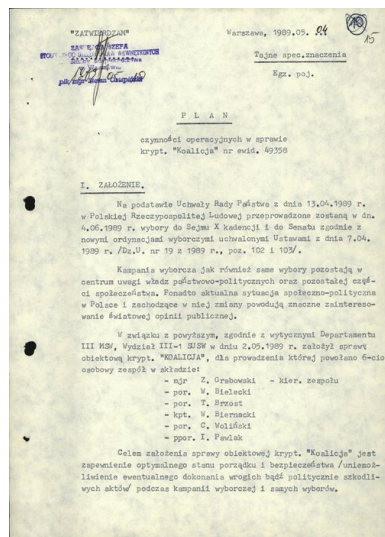 "ZATWIERDZAM"
Warszawa, 1989.05.04
15
Tajne spec.znaczenia
Egz. poj.
P L A N
czynności operacyjnych w sprawie
krypt. "Koalicja" nr ewid. 49358
I. ZAŁOŻENIE.
Na podstawie Uchwały Rady Państwa z dnia 13.04.1989 r.
w Polskiej Rzeczypospolitej Ludowej przeprowadzone zostaną w dn.
4.06.1989 r. wybory do Sejmu X kadencji i do Senatu zgodnie z
nowymi ordynacjami wyborczymi uchwalonymi Ustawami z dnia 7.04.
1989 r. /Dz.U. nr 19 z 1989 r., poz. 102 i 103/.
Kampania wyborcza jak również same wybory pozostają w
centrum uwagi władz państwowo-politycznych oraz pozostałej częś-
ci społeczeństwa. Ponadto aktualna sytuacja społeczno-polityczna
w Polsce i zachodzące w niej zmiany powodują znaczne zaintereso-
wanie światowej opinii publicznej.
W związku z powyższym, zgodnie z wytycznymi Departamentu
III MSW, Wydział III-1 SUSW w dniu 2.05.1989 r. założył sprawę
obiektową krypt. "KOALICJA", dla prowadzenia której powołano 6-cio
osobowy zespół w składzie:
- mjr Z. Grabowski - kier. zespołu
- por. W. Bielecki
- por. T. Brzost
- kpt. W. Biernacki
- por. C. Woliński
- ppor. I. Pawlak
Celem założenia sprawy obiektowej krypt. "Koalicja" jest
zapewnienie optymalnego stanu porządku i bezpieczeństwa /uniemoż-
liwienie ewentualnego dokonania wrogich bądź politycznie szkodli-
wych aktów/ podczas kampanii wyborczej i samych wyborów.